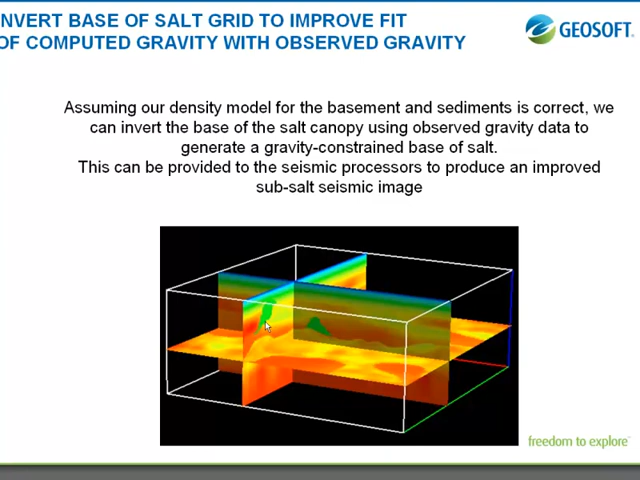 NVERT BASE OF SALT GRID TO IMPROVE FIT
OF COMPUTED GRAVITY WITH OBSERVED GRAVITY
GEOSOFT
Assuming our density model for the basement and sediments is correct, we
can invert the base of the salt canopy using observed gravity data to
generate a gravity-constrained base of salt.
This can be provided to the seismic processors to produce an improved
sub-salt seismic image
freedom to explore